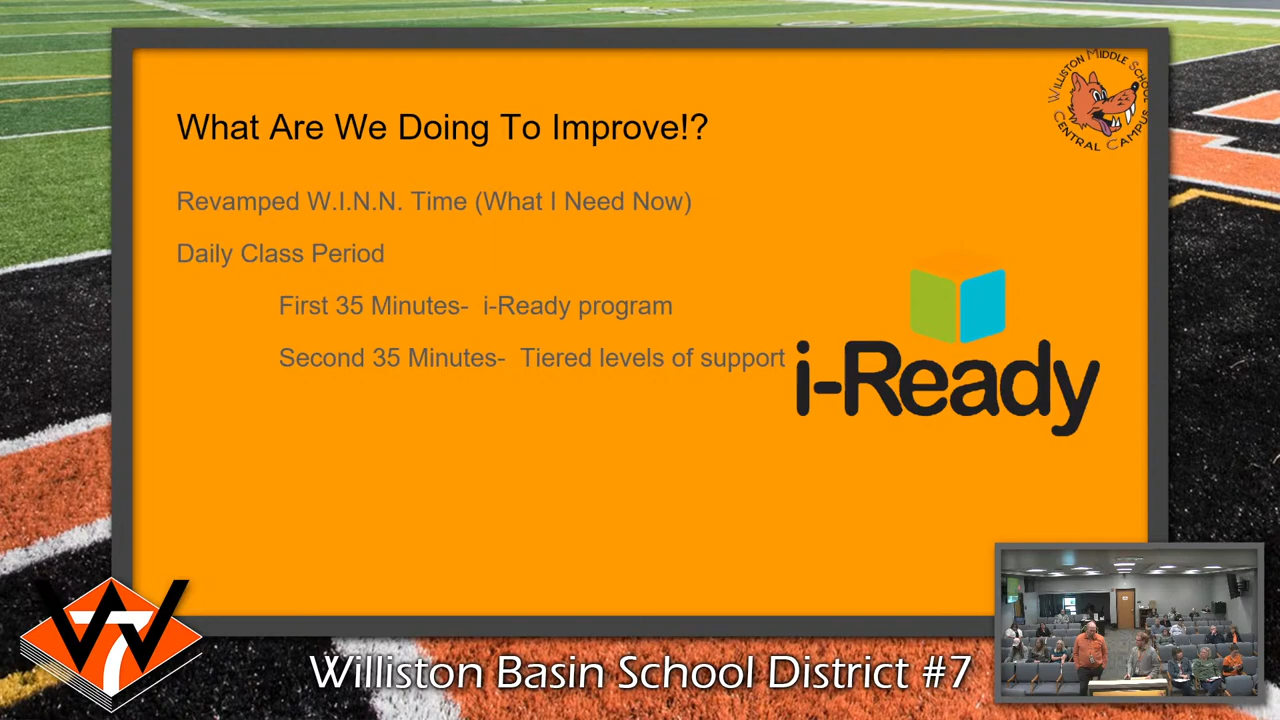 WILLISTON MIDDLE SCHOOL
CENTRAL CAMPUS
What Are We Doing To Improve!?
Revamped W.I.N.N. Time (What I Need Now)
Daily Class Period
First 35 Minutes-  i-Ready program
Second 35 Minutes-  Tiered levels of support
i-Ready
W7
Williston Basin School District #7